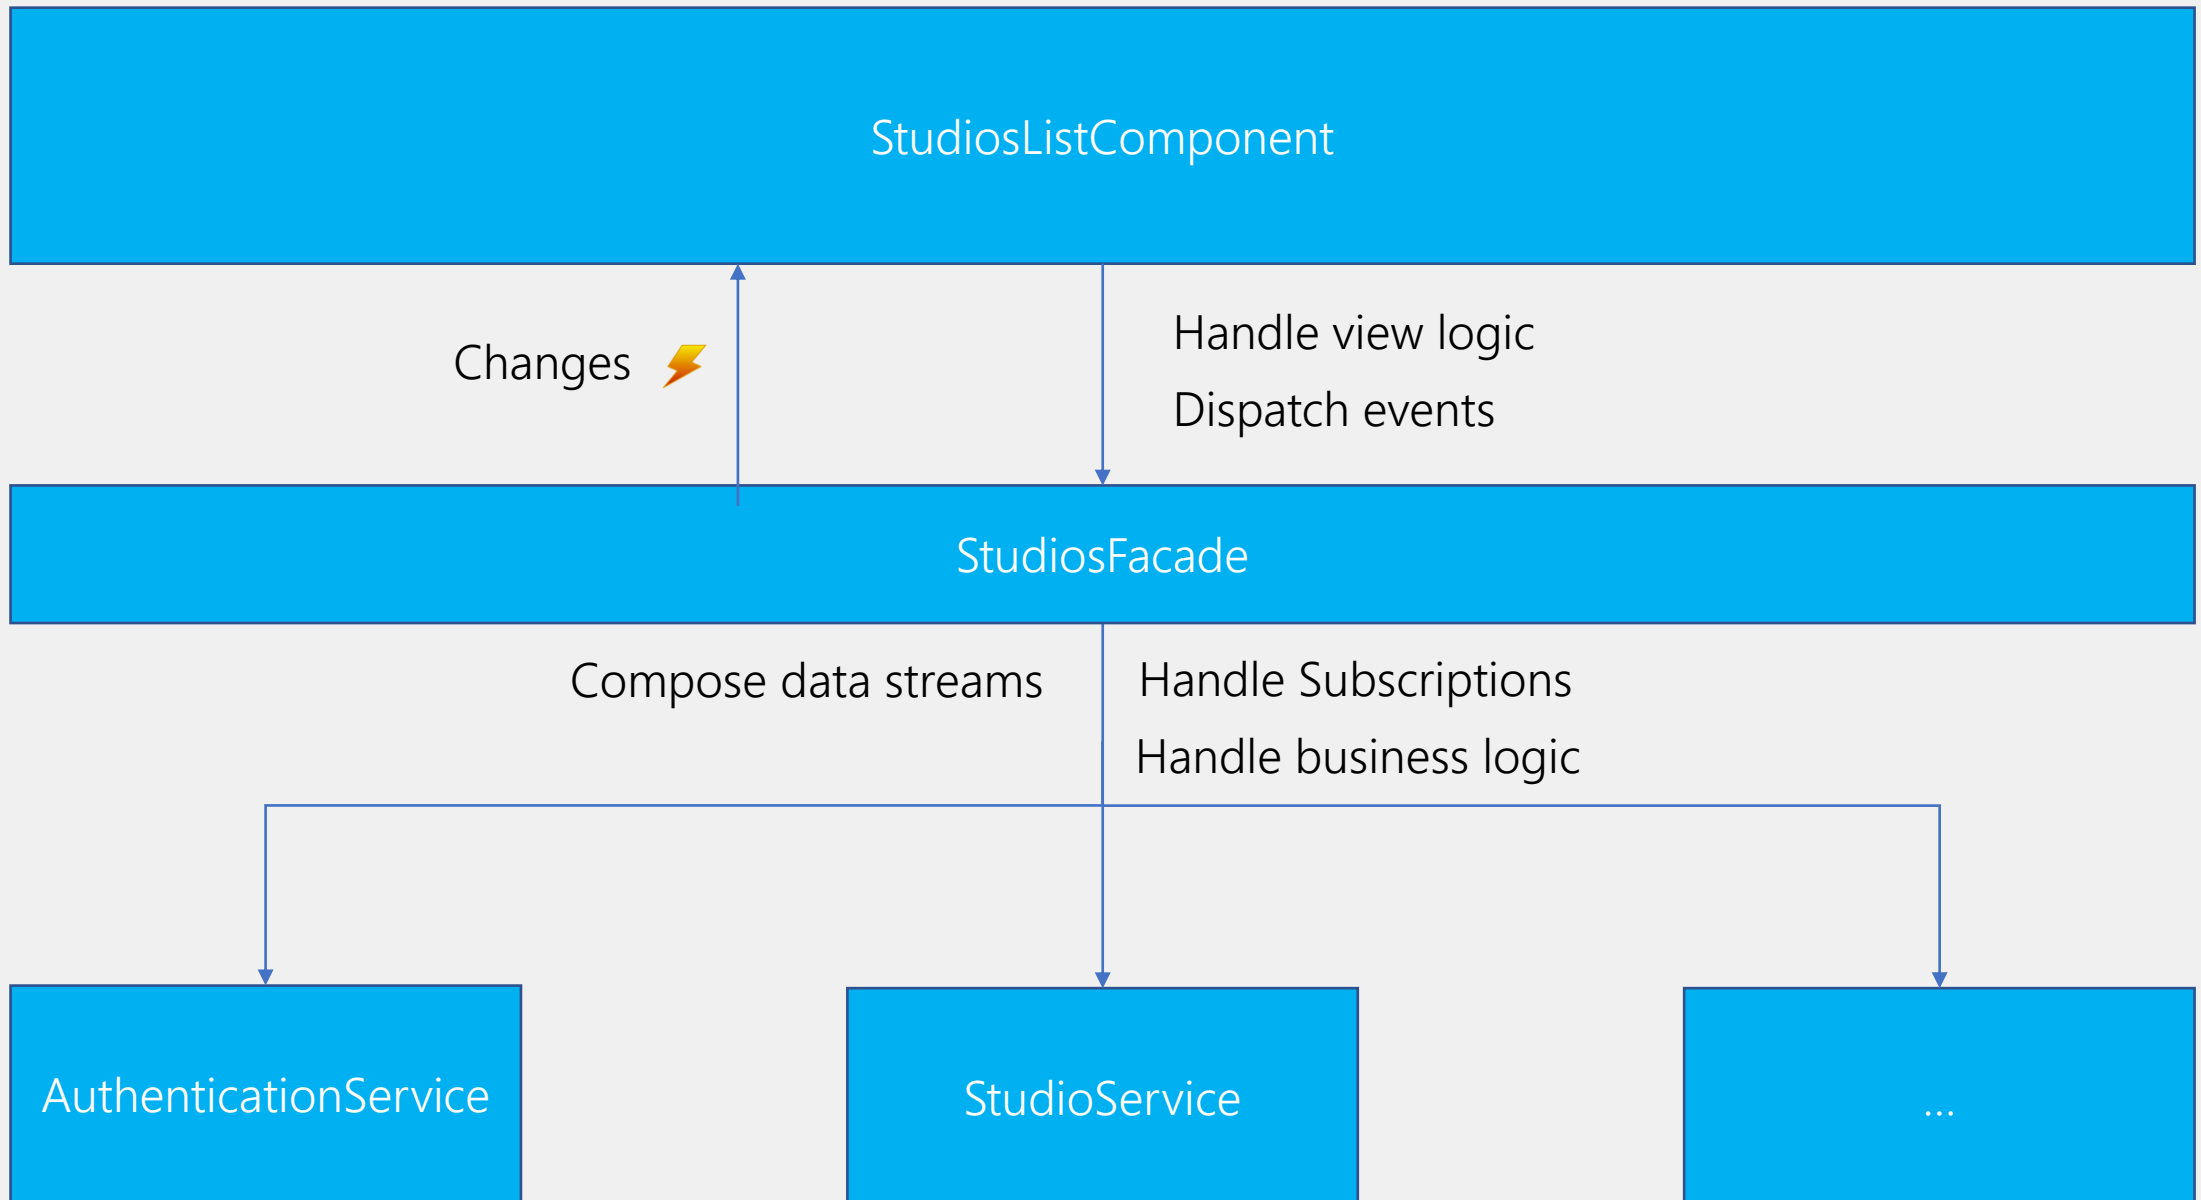 StudiosListComponent
Changes
Handle view logic
Dispatch events
StudiosFacade
Compose data streams
Handle Subscriptions
Handle business logic
AuthenticationService
StudioService
...